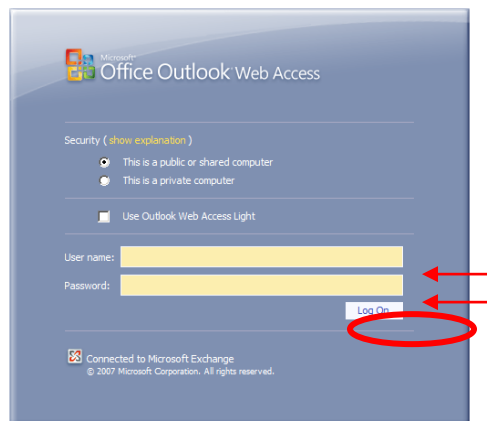 Microsoft
Office Outlook Web Access
Security ( show explanation )
This is a public or shared computer
This is a private computer
Use Outlook Web Access Light
User name:
Password:
Log On
Connected to Microsoft Exchange
© 2007 Microsoft Corporation. All rights reserved.